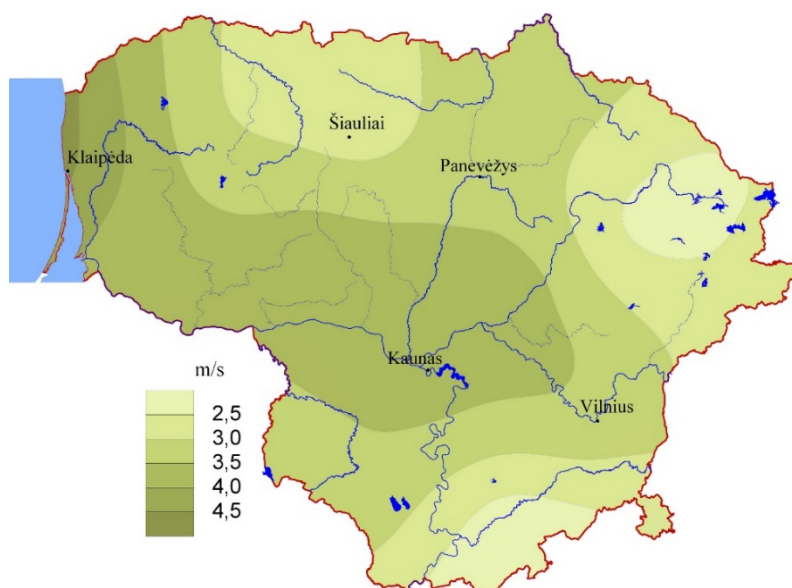 Šiauliai
Klaipėda
Panevėžys
Kaunas
Vilnius
m/s
2,5
3,0
3,5
4,0
4,5